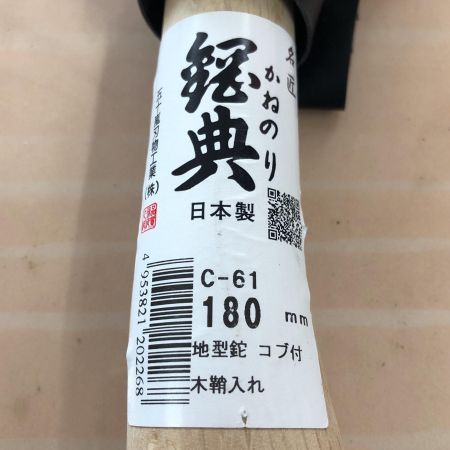 名匠
かねのり
鋼典
日本製
五十嵐刃物工業(株)
C-61
180 mm
地型鉈 コブ付
木鞘入れ
4 953821 202268